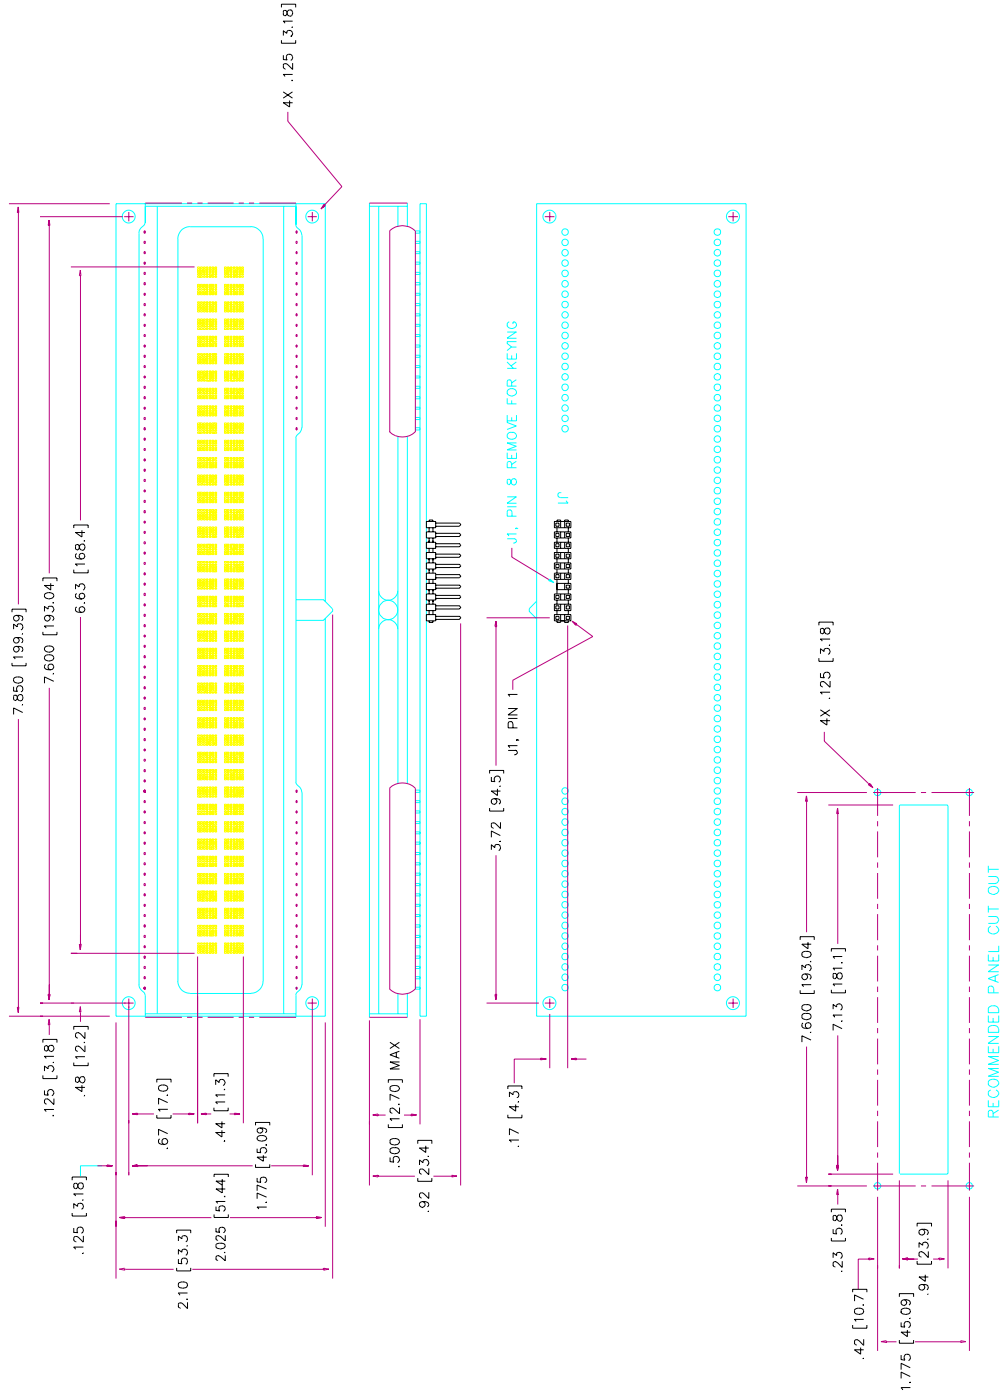 4X .125 [3.18]
7.850 [199.39]
7.600 [193.04]
6.63 [168.4]
.125 [3.18]
.48 [12.2]
.67 [17.0]
.44 [11.3]
.125 [3.18]
1.775 [45.09]
2.025 [51.44]
2.10 [53.3]
.500 [12.70] MAX
.92 [23.4]
J1, PIN 8 REMOVE FOR KEYING
J1
J1, PIN 1
3.72 [94.5]
.17 [4.3]
4X .125 [3.18]
7.600 [193.04]
7.13 [181.1]
.23 [5.8]
.94 [23.9]
.42 [10.7]
1.775 [45.09]
RECOMMENDED PANEL CUT OUT